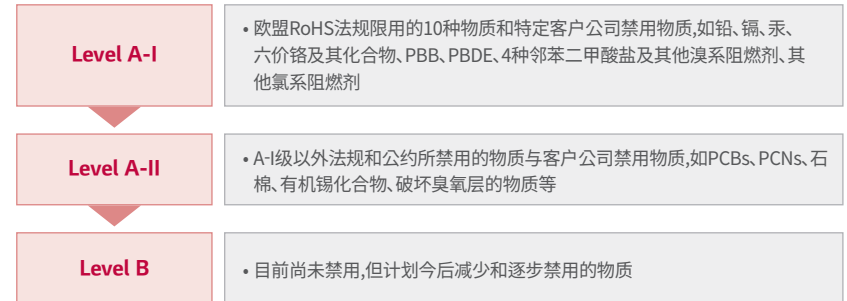 Level A-I
• 欧盟RoHS法规限用的10种物质和特定客户公司禁用物质,如铅、镉、汞、
六价铬及其化合物、PBB、PBDE、4种邻苯二甲酸盐及其他溴系阻燃剂、其
他氯系阻燃剂
Level A-II
• A-I级以外法规和公约所禁用的物质与客户公司禁用物质,如PCBs、PCNs、石
棉、有机锡化合物、破坏臭氧层的物质等
Level B
• 目前尚未禁用,但计划今后减少和逐步禁用的物质